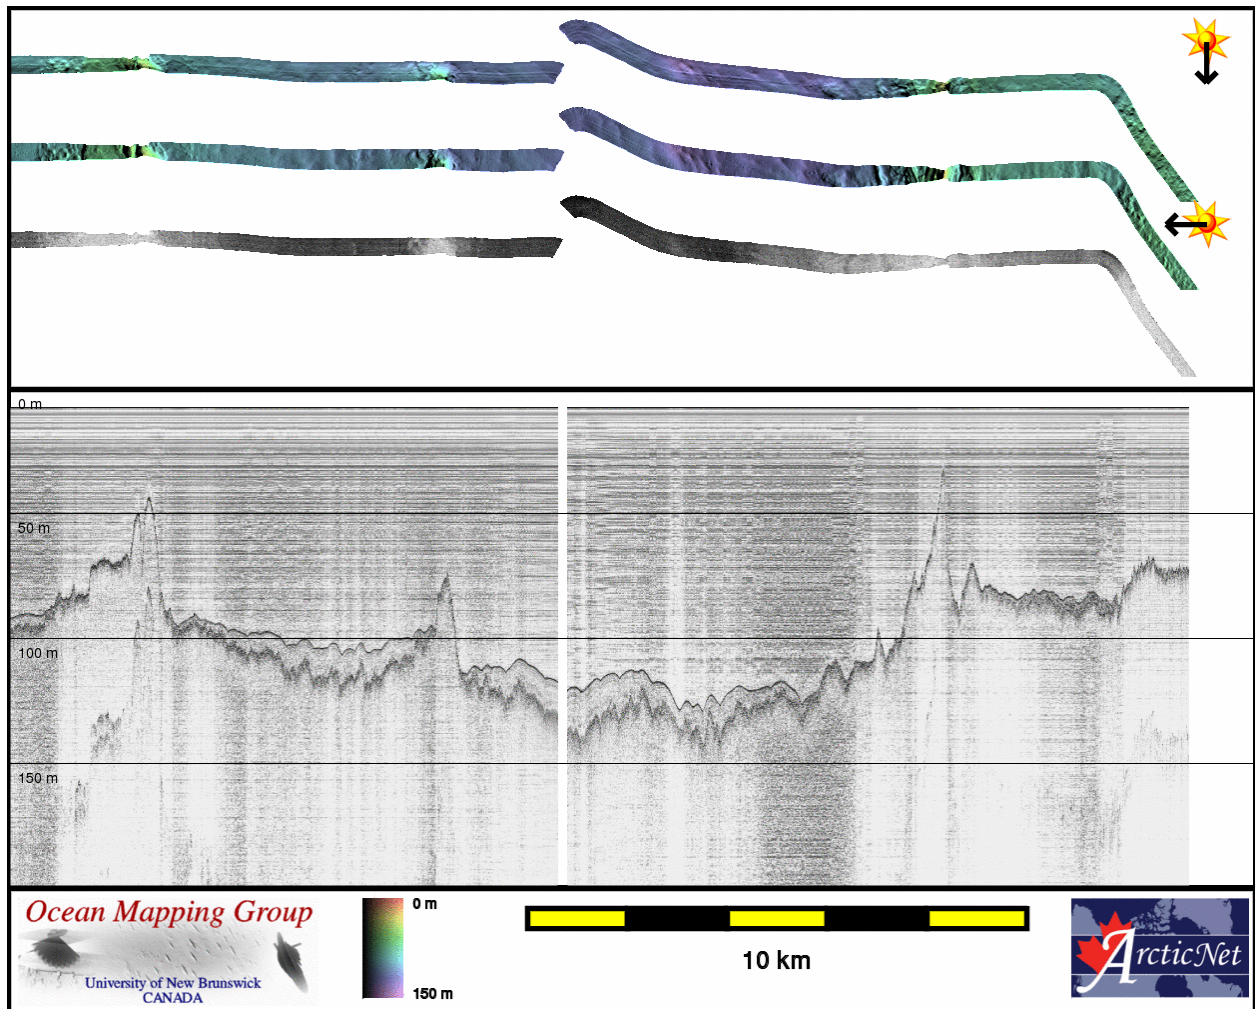 0 m
50 m
100 m
150 m
Ocean Mapping Group
University of New Brunswick
CANADA
0 m
150 m
10 km
ArcticNet